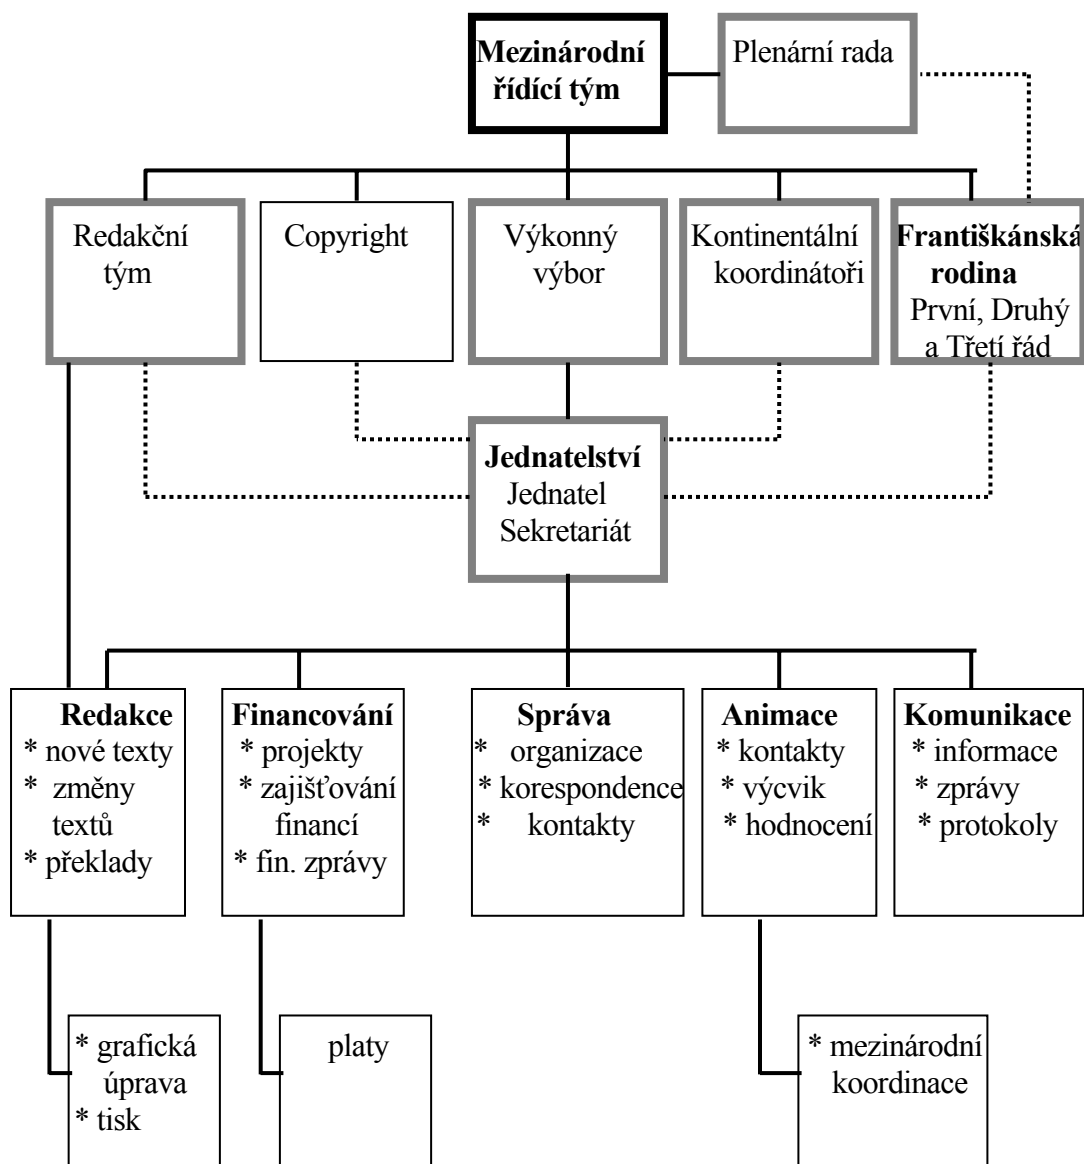 Mezinárodní
řídící tým
Plenární rada
Redakční
tým
Copyright
Výkonný
výbor
Kontinentální
koordinátoři
Františkánská
rodina
První, Druhý
a Třetí řád
Jednatelství
Jednatel
Sekretariát
Redakce
* nové texty
* změny
textů
* překlady
Financování
* projekty
* zajišťování
financí
* fin. zprávy
Správa
* organizace
* korespondence
* kontakty
Animace
* kontakty
* výcvik
* hodnocení
Komunikace
* informace
* zprávy
* protokoly
* grafická
úprava
* tisk
platy
* mezinárodní
koordinace